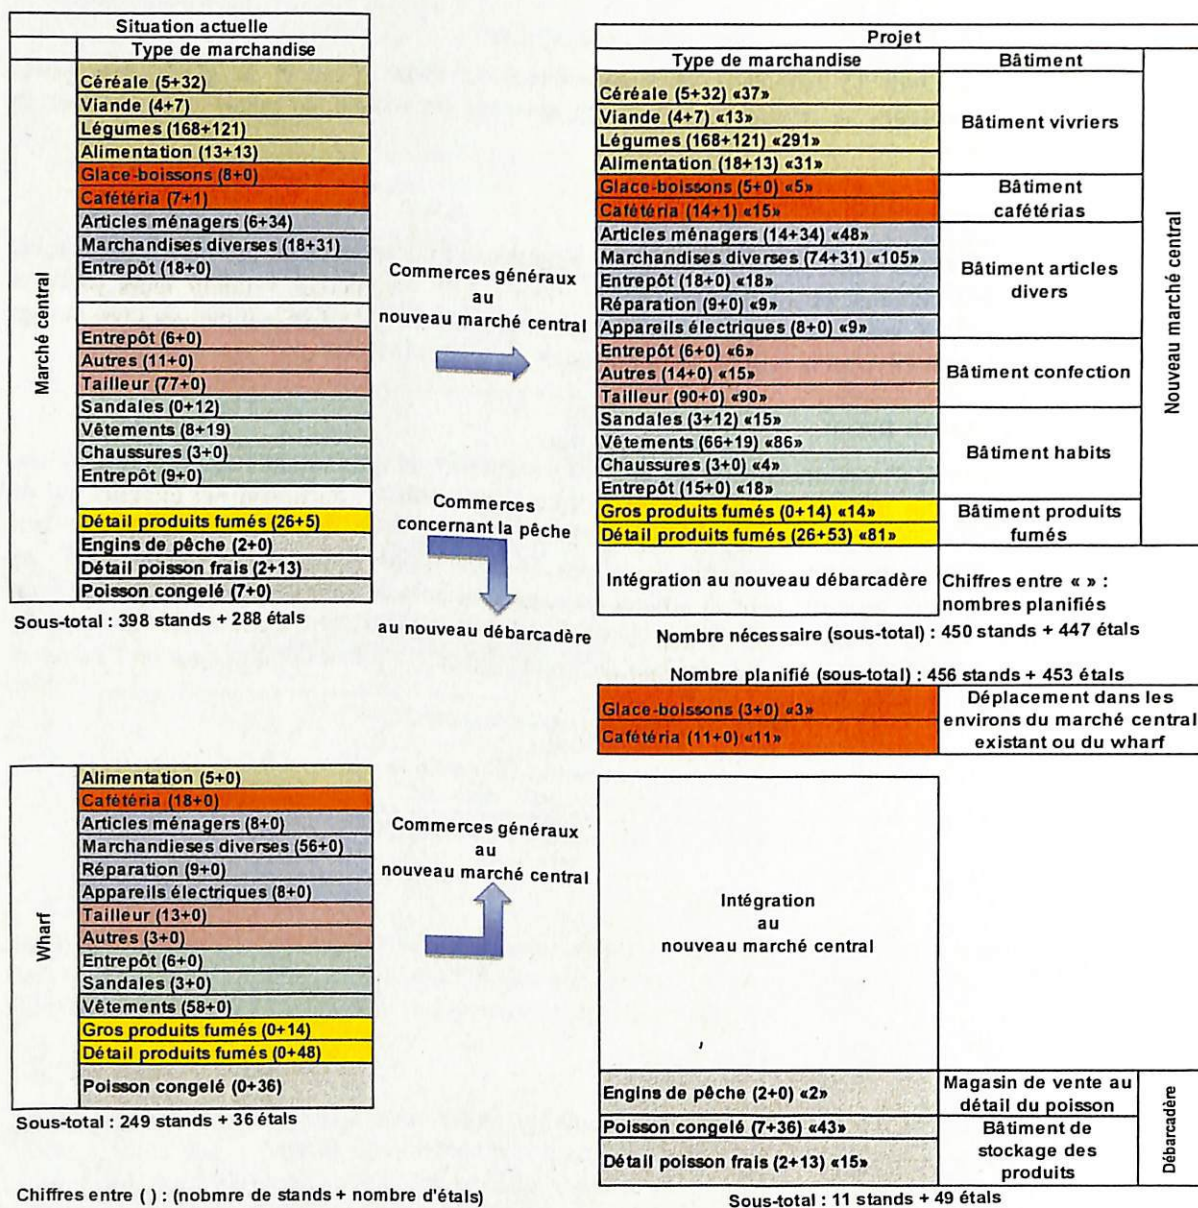 Situation actuelle
Type de marchandise
Marché central
Céréale (5+32)
Viande (4+7)
Légumes (168+121)
Alimentation (13+13)
Glace-boissons (8+0)
Cafétéria (7+1)
Articles ménagers (6+34)
Marchandises diverses (18+31)
Entrepôt (18+0)
Entrepôt (6+0)
Autres (11+0)
Tailleur (77+0)
Sandales (0+12)
Vêtements (8+19)
Chaussures (3+0)
Entrepôt (9+0)
Détail produits fumés (26+5)
Engins de pêche (2+0)
Détail poisson frais (2+13)
Poisson congelé (7+0)
Sous-total : 398 stands + 288 étals
Commerces généraux
au
nouveau marché central
Commerces
concernant la pêche
au nouveau débarcadère
Projet
Type de marchandise
Bâtiment
Nouveau marché central
Céréale (5+32) «37»
Viande (4+7) «13»
Légumes (168+121) «291»
Alimentation (18+13) «31»
Bâtiment vivriers
Glace-boissons (5+0) «5»
Cafétéria (14+1) «15»
Bâtiment
cafétérias
Articles ménagers (14+34) «48»
Marchandises diverses (74+31) «105»
Entrepôt (18+0) «18»
Réparation (9+0) «9»
Appareils électriques (8+0) «9»
Bâtiment articles
divers
Entrepôt (6+0) «6»
Autres (14+0) «15»
Tailleur (90+0) «90»
Bâtiment confection
Sandales (3+12) «15»
Vêtements (66+19) «86»
Chaussures (3+0) «4»
Entrepôt (15+0) «18»
Bâtiment habits
Gros produits fumés (0+14) «14»
Détail produits fumés (26+53) «81»
Bâtiment produits
fumés
Intégration au nouveau débarcadère
Chiffres entre « » :
nombres planifiés
Nombre nécessaire (sous-total) : 450 stands + 447 étals
Nombre planifié (sous-total) : 456 stands + 453 étals
Glace-boissons (3+0) «3»
Cafétéria (11+0) «11»
Déplacement dans les
environs du marché central
existant ou du wharf
Wharf
Alimentation (5+0)
Cafétéria (18+0)
Articles ménagers (8+0)
Marchandieses diverses (56+0)
Réparation (9+0)
Appareils électriques (8+0)
Tailleur (13+0)
Autres (3+0)
Entrepôt (6+0)
Sandales (3+0)
Vêtements (58+0)
Gros produits fumés (0+14)
Détail produits fumés (0+48)
Poisson congelé (0+36)
Sous-total : 249 stands + 36 étals
Commerces généraux
au
nouveau marché central
Intégration
au
nouveau marché central
Engins de pêche (2+0) «2»
Magasin de vente au
détail du poisson
Poisson congelé (7+36) «43»
Détail poisson frais (2+13) «15»
Bâtiment de
stockage des
produits
Débarcadère
Chiffres entre ( ) : (nobmre de stands + nombre d'étals)
Sous-total : 11 stands + 49 étals